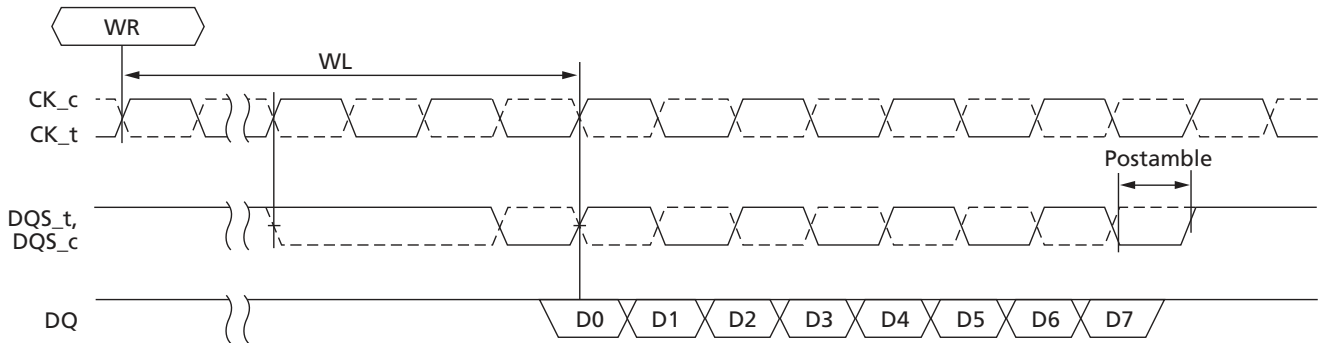 WR
WL
CK_c
CK_t
Postamble
DQS_t,
DQS_c
DQ
D0 D1 D2 D3 D4 D5 D6 D7